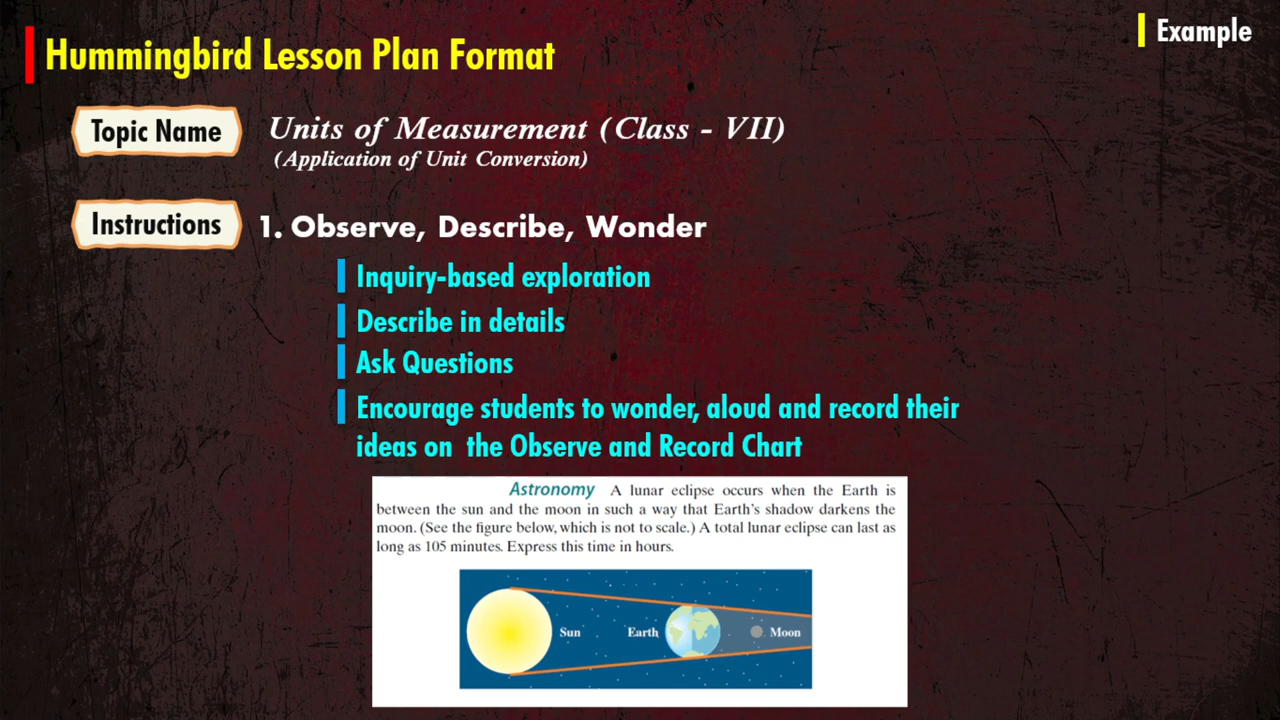 Example
Hummingbird Lesson Plan Format
Topic Name
Units of Measurement (Class - VII)
(Application of Unit Conversion)
Instructions
1. Observe, Describe, Wonder
Inquiry-based exploration
Describe in details
Ask Questions
Encourage students to wonder, aloud and record their
ideas on the Observe and Record Chart
Astronomy A lunar eclipse occurs when the Earth is
between the sun and the moon in such a way that Earth's shadow darkens the
moon. (See the figure below, which is not to scale.) A total lunar eclipse can last as
long as 105 minutes. Express this time in hours.
Sun Earth Moon